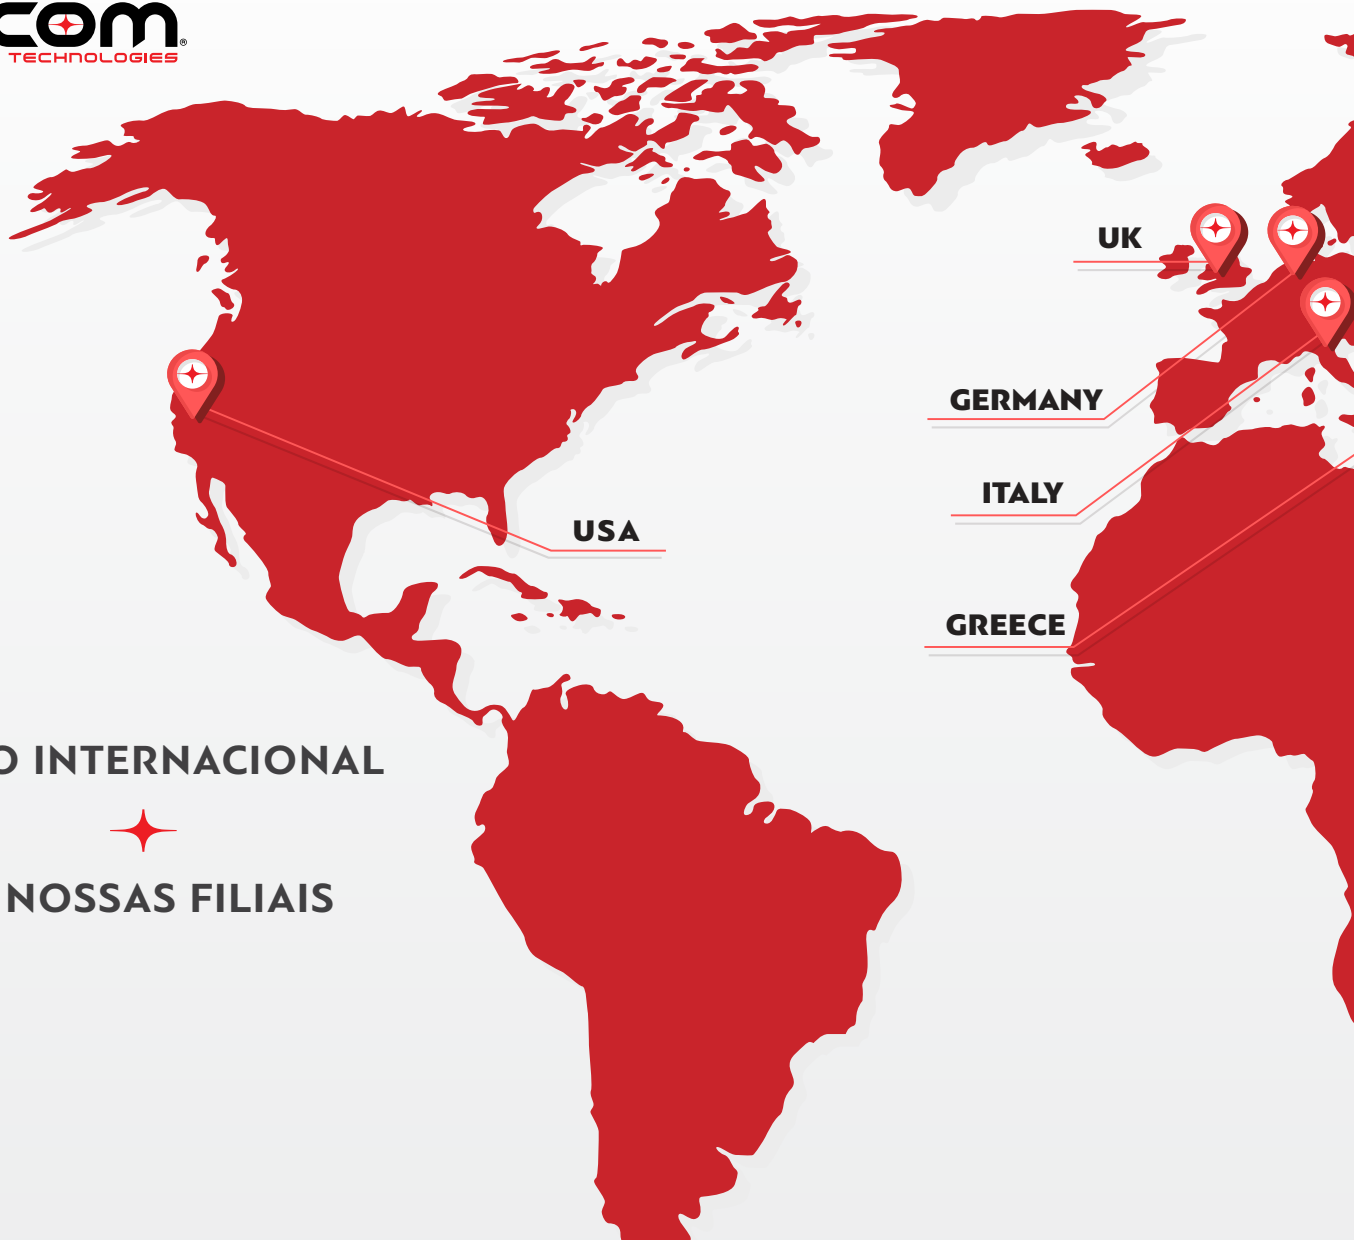 COM®
TECHNOLOGIES
UK
GERMANY
ITALY
USA
GREECE
O INTERNACIONAL
NOSSAS FILIAIS